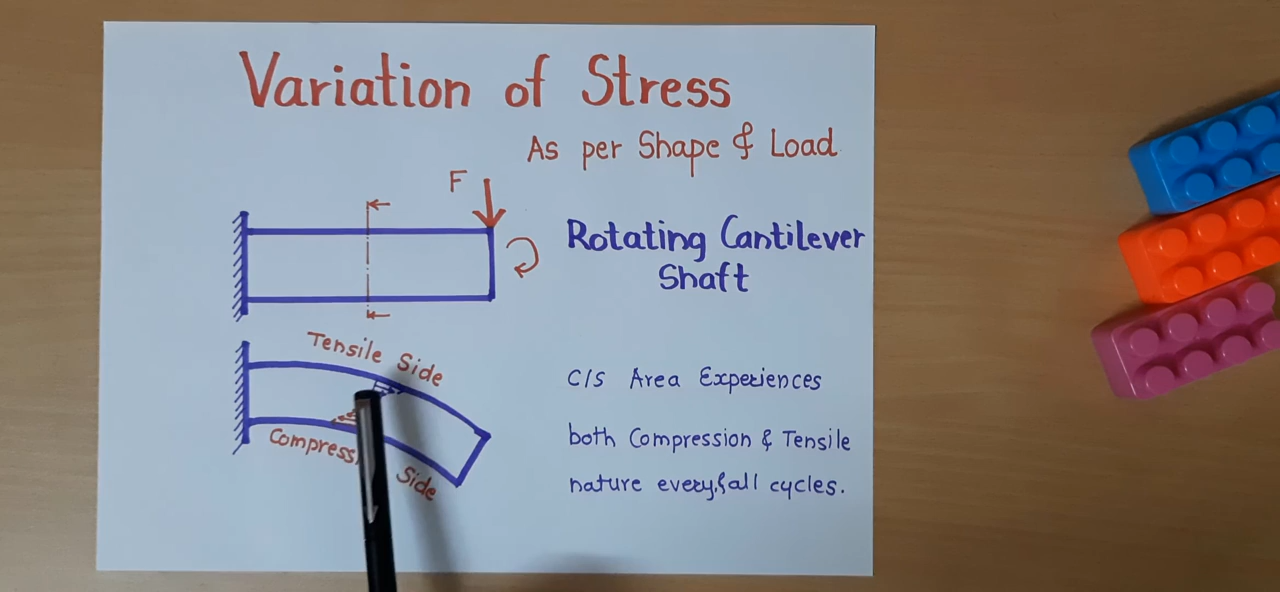 Variation of Stress
As per Shape & Load
F
Rotating Cantilever
Shaft
Tensile Side
Side
C/S Area Experiences
both Compression & Tensile
nature every,&all cycles.